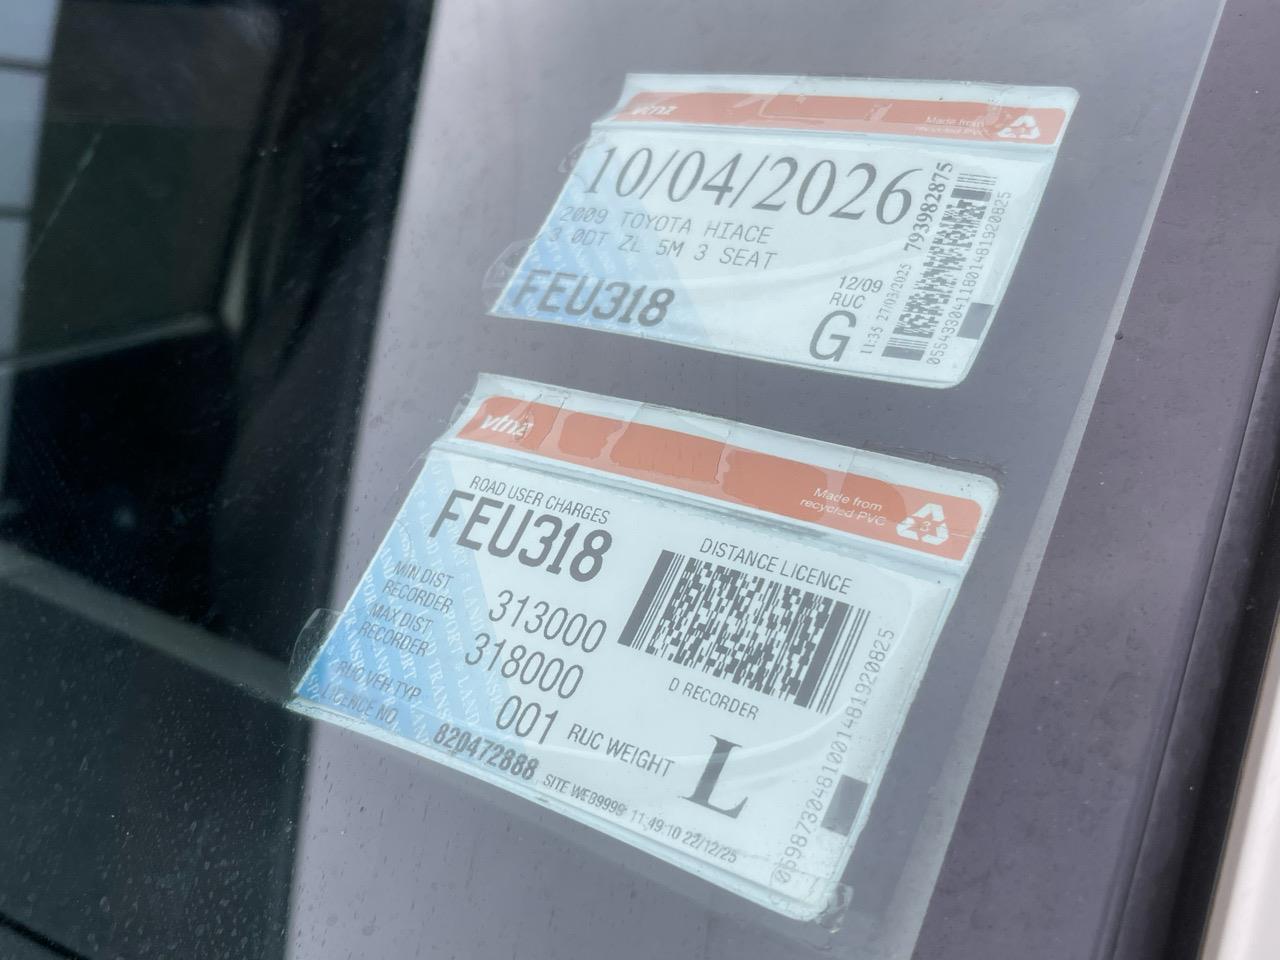 vtnz
Made from
recycled PVC
10/04/2026
2009 TOYOTA HIACE
3 0DT ZL 5M 3 SEAT
FEU318
12/09
RUC
G
11:35 27/03/2025 793982875
vtnz
Made from
recycled PVC
3
ROAD USER CHARGES
FEU318
DISTANCE LICENCE
MIN DIST
RECORDER 313000
MAX DIST
RECORDER 318000
D RECORDER
RUC VEH TYP 001 RUC WEIGHT L
LICENCE NO. 820472888
SITE WEB9999 11:49:10 22/12/25